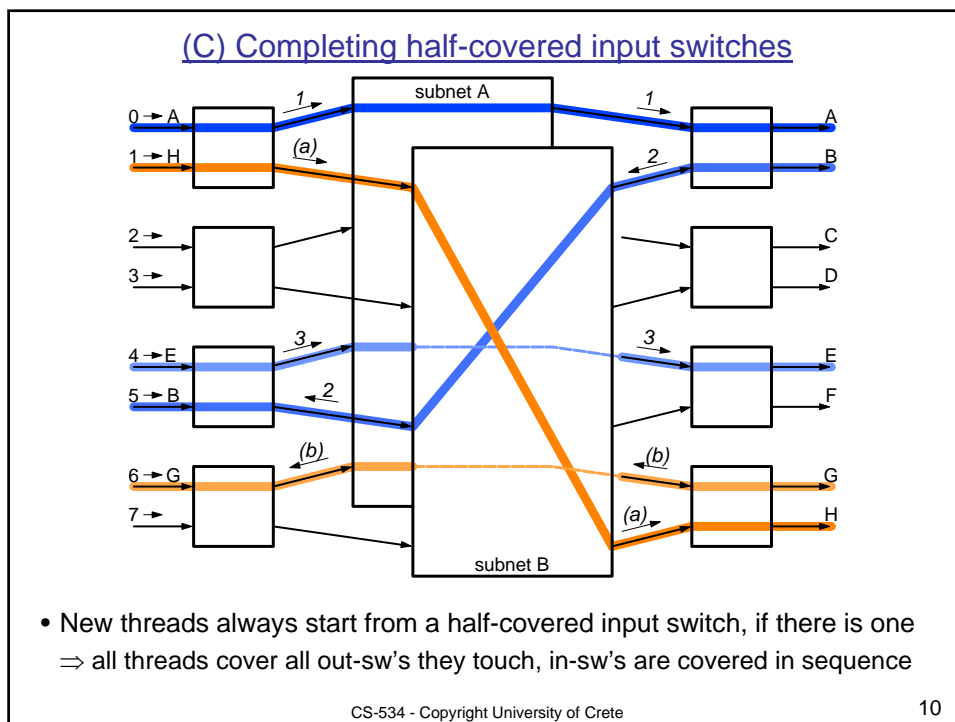 (C) Completing half-covered input switches
subnet A
1
1
0 → A
A
1 → H
(a)
2
B
2 →
C
3 →
D
3
3
4 → E
E
5 → B
2
F
(b)
(b)
6 → G
G
7 →
(a)
H
subnet B
• New threads always start from a half-covered input switch, if there is one
⇒ all threads cover all out-sw's they touch, in-sw's are covered in sequence
CS-534 - Copyright University of Crete
10